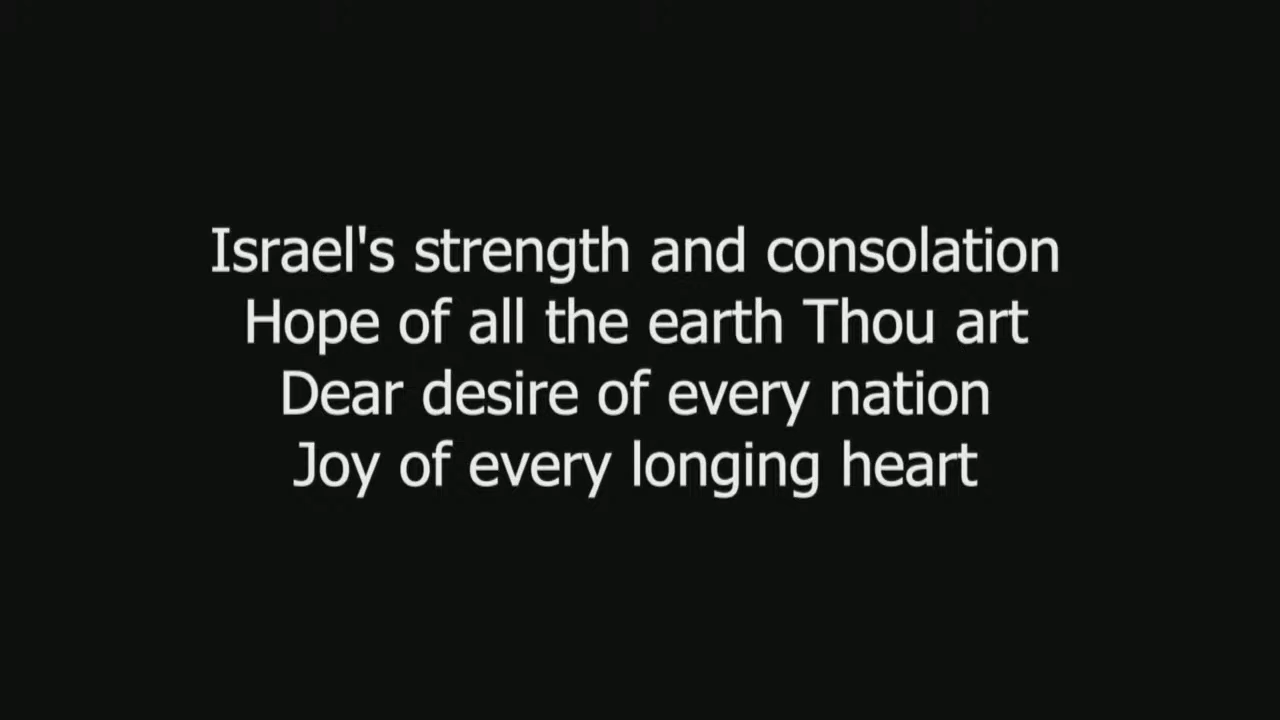 Israel's strength and consolation
Hope of all the earth Thou art
Dear desire of every nation
Joy of every longing heart